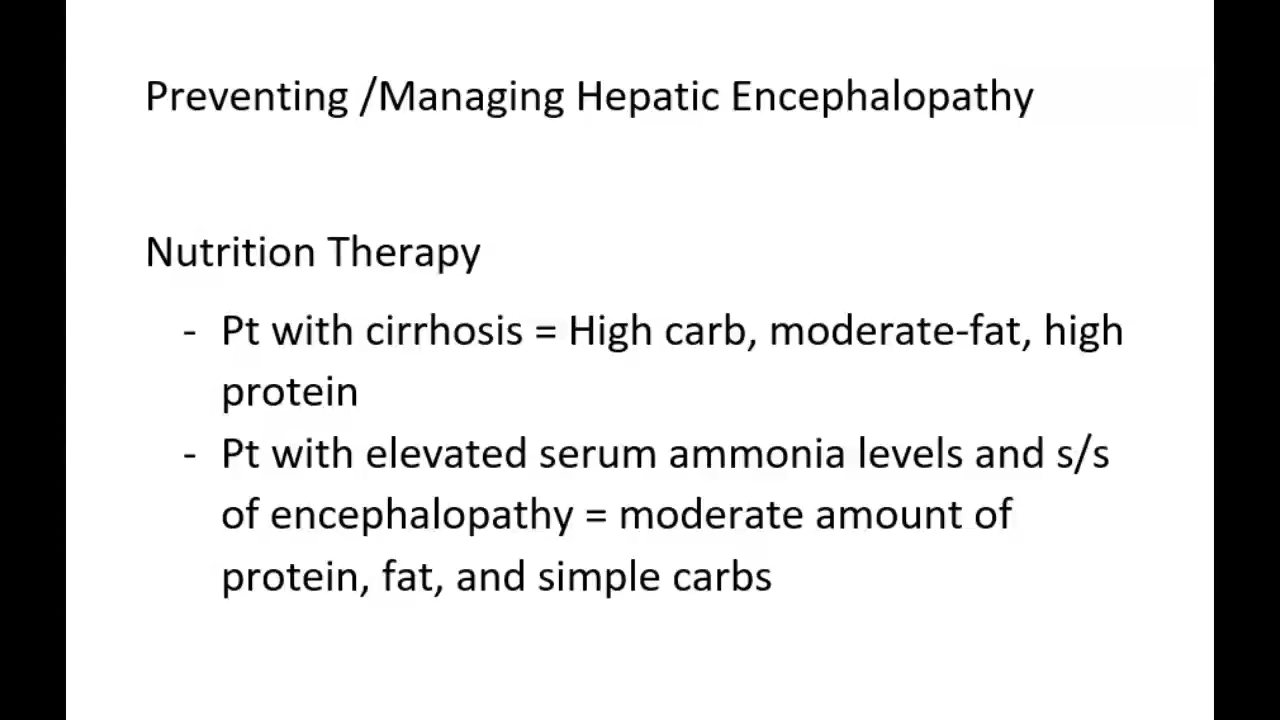 Preventing /Managing Hepatic Encephalopathy
Nutrition Therapy
- Pt with cirrhosis = High carb, moderate-fat, high
protein
- Pt with elevated serum ammonia levels and s/s
of encephalopathy = moderate amount of
protein, fat, and simple carbs